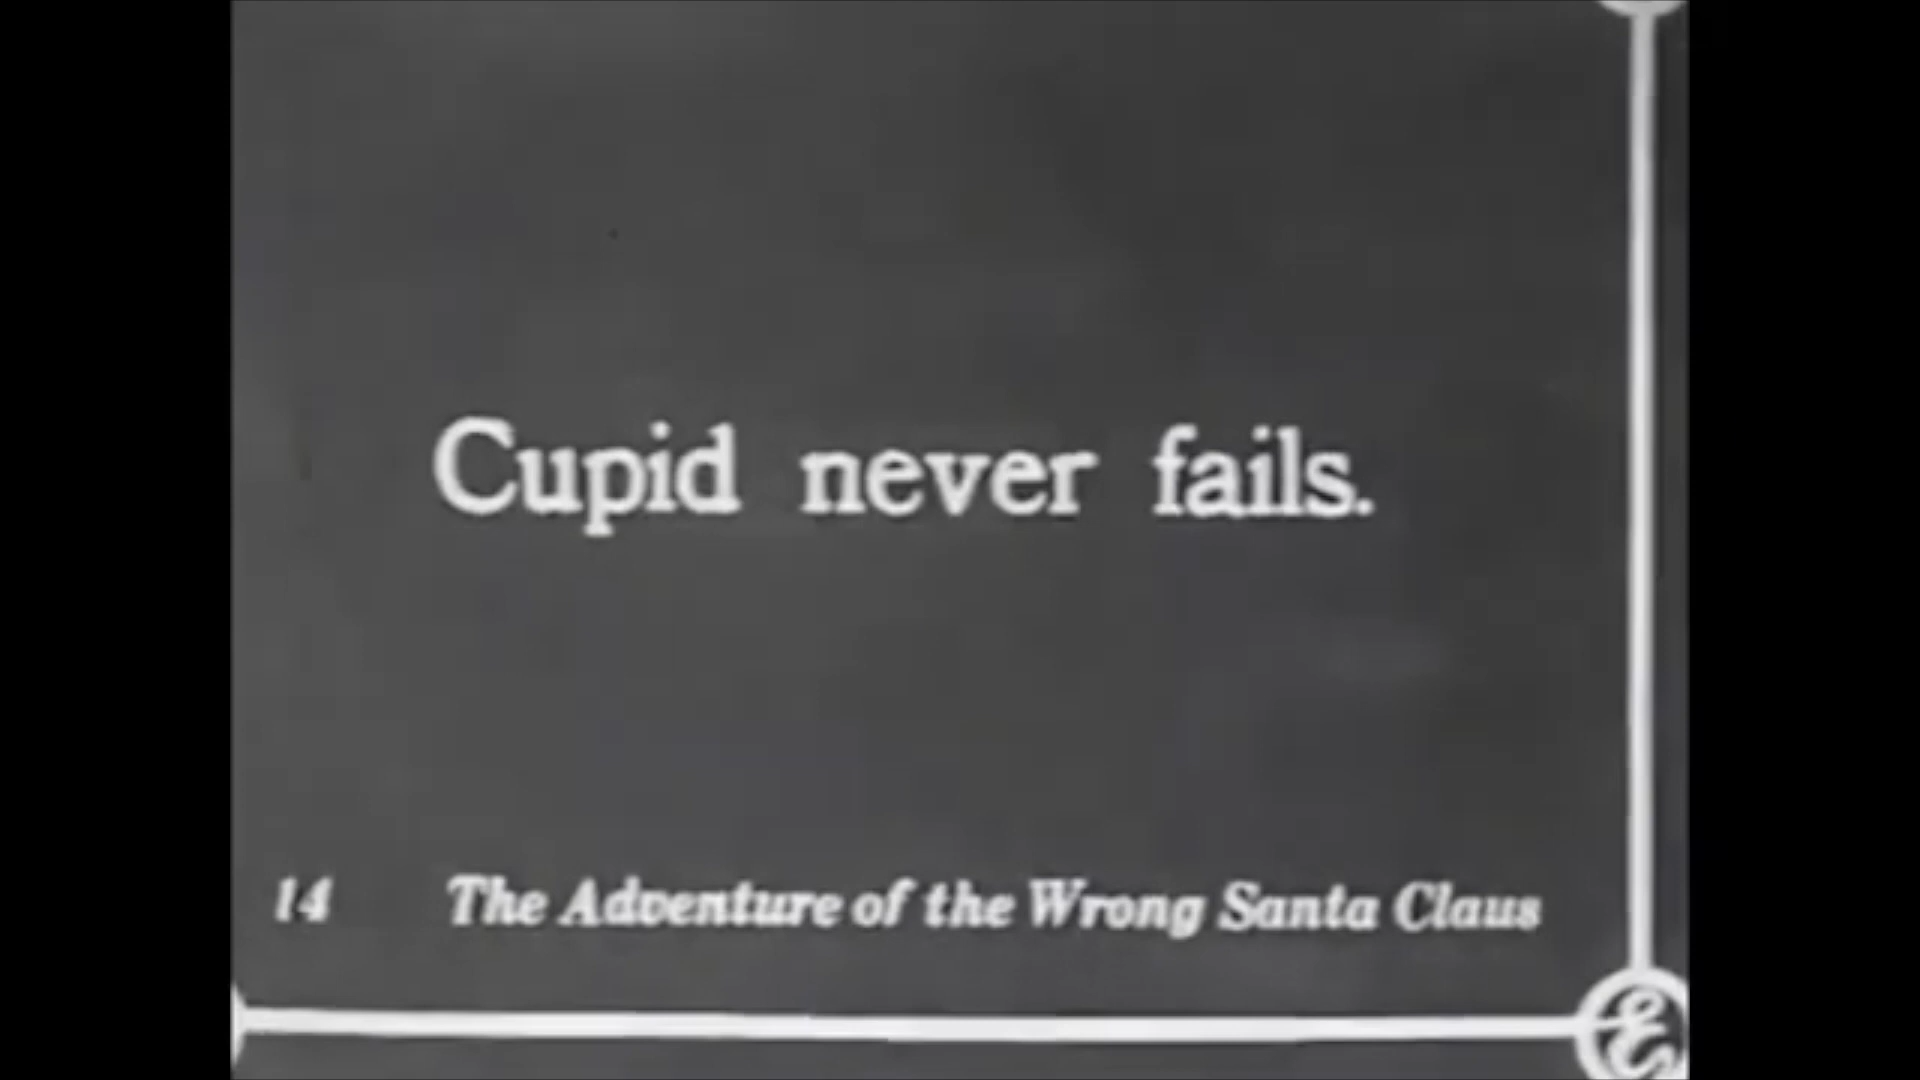 Cupid never fails.
14 The Adventure of the Wrong Santa Claus
E